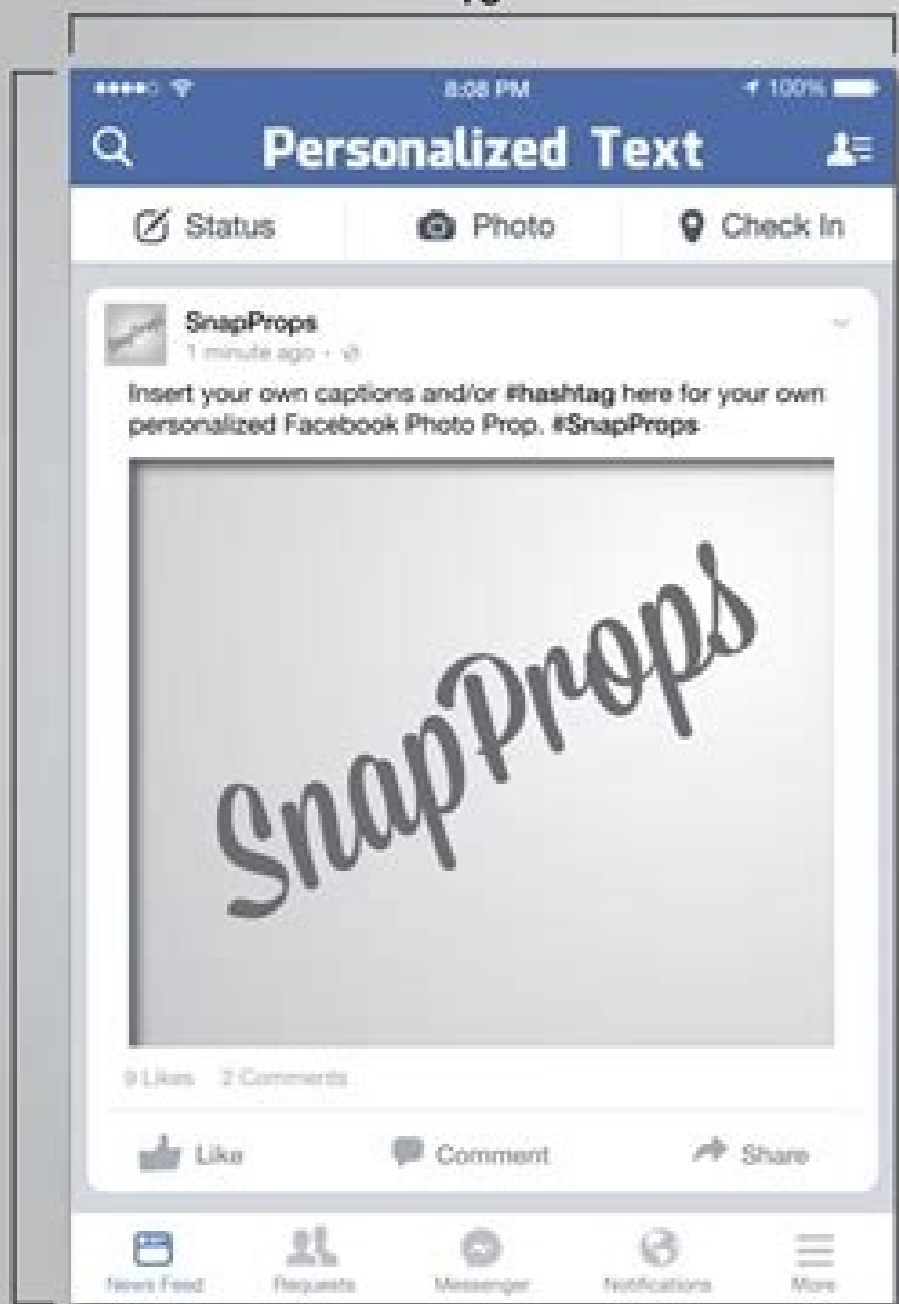 8:08 PM 100%
Personalized Text
Status Photo Check In
SnapProps
1 minute ago
Insert your own captions and/or #hashtag here for your own
personalized Facebook Photo Prop. #SnapProps
SnapProps
9 Likes 2 Comments
Like Comment Share
News Feed Requests Messenger Notifications More